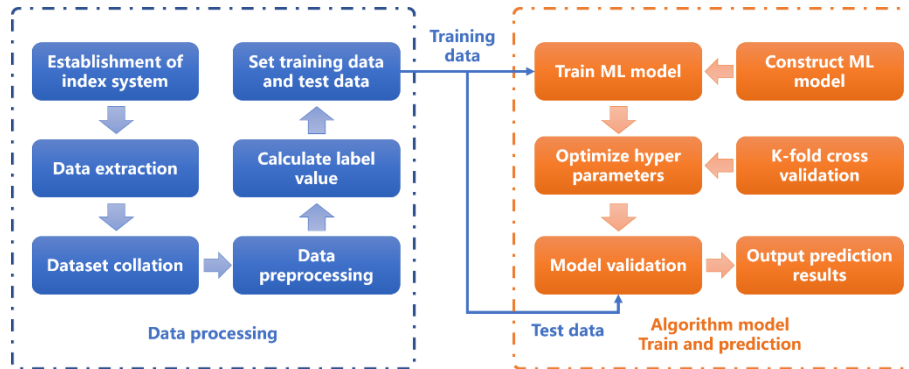 Establishment of
index system
Data extraction
Dataset collation
Data
preprocessing
Calculate label
value
Set training data
and test data
Data processing
Training
data
Test data
Train ML model
Construct ML
model
Optimize hyper
parameters
K-fold cross
validation
Model validation
Output prediction
results
Algorithm model
Train and prediction